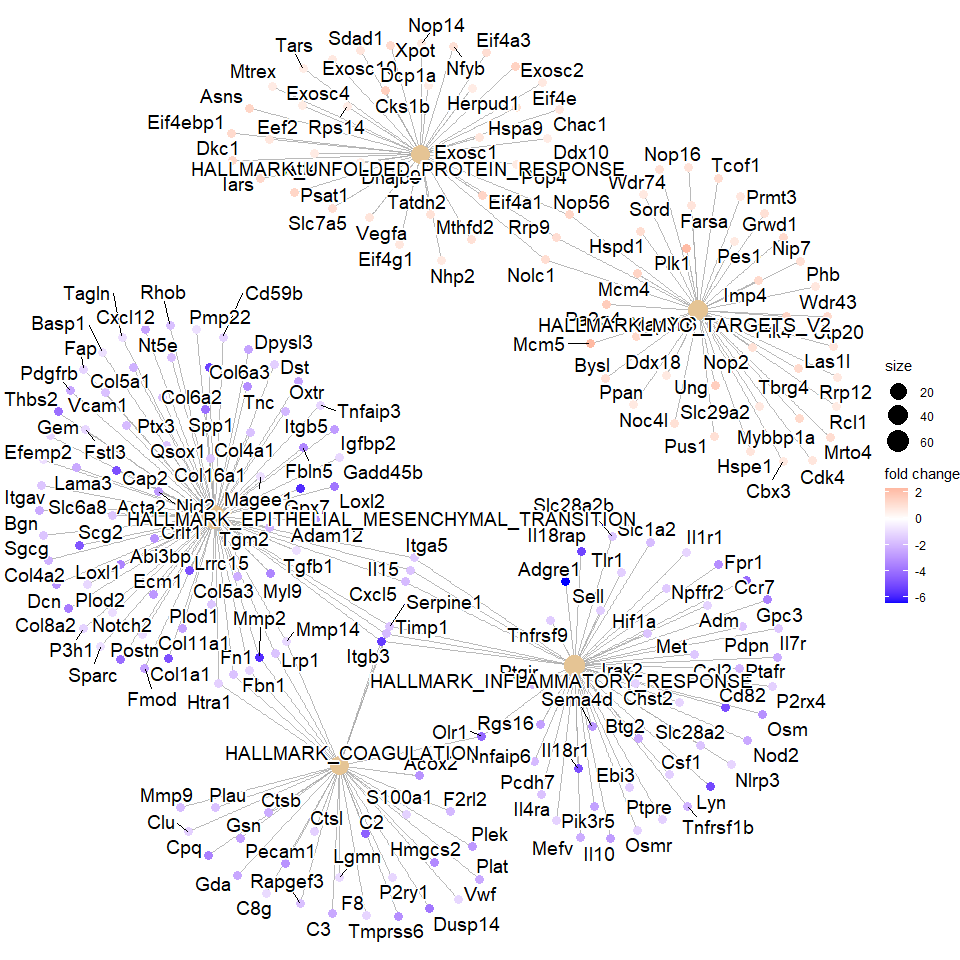 Nop14
Tars
Sdad1
Xpot
Eif4a3
Mtrex
Exosc10
Dcp1a
Nfyb
Exosc2
Asns
Exosc4
Cks1b
Herpud1
Eif4e
Eif4ebp1
Eef2
Rps14
Hspa9
Chac1
Dkc1
Exosc1
Ddx10
HALLMARK_UNFOLDED_PROTEIN_RESPONSE
Iars
Psat1
Tatdn2
Eif4a1
Nop56
Slc7a5
Vegfa
Mthfd2
Rrp9
Eif4g1
Nhp2
Nolc1
Nop16
Tcof1
Wdr74
Prmt3
Sord
Farsa
Grwd1
Hspd1
Plk1
Pes1
Nip7
Mcm4
Imp4
Phb
Wdr43
HALLMARK_MYC_TARGETS_V2
Mcm5
Bysl
Ddx18
Nop2
Las1l
Ppan
Ung
Tbrg4
Rrp12
Noc4l
Slc29a2
Rcl1
Pus1
Mybbp1a
Mrto4
Hspe1
Cdk4
Cbx3
Tagln
Rhob
Cd59b
Basp1
Cxcl12
Pmp22
Fap
Nt5e
Dpysl3
Pdgfrb
Col5a1
Col6a3
Dst
Thbs2
Vcam1
Col6a2
Tnc
Oxtr
Gem
Ptx3
Spp1
Itgb5
Tnfaip3
Efemp2
Fstl3
Qsox1
Col4a1
Igfbp2
Lama3
Cap2
Col16a1
Fbln5
Gadd45b
Itgav
Slc6a8
Acta2
Nid2
Magee1
Gpx7
Loxl2
HALLMARK_EPITHELIAL_MESENCHYMAL_TRANSITION
Bgn
Scg2
Crlf1
Tgm2
Adam12
Sgcg
Abi3bp
Lrrc15
Tgfb1
Itga5
Col4a2
Loxl1
Ecm1
Col5a3
Myl9
Il15
Dcn
Plod2
Plod1
Mmp2
Cxcl5
Serpine1
Col8a2
Notch2
Col11a1
Mmp14
Timp1
P3h1
Postn
Fn1
Lrp1
Itgb3
Sparc
Col1a1
Fbn1
Fmod
Htra1
Slc28a2b
Il18rap
Slc1a2
Adgre1
Tlr1
Il1r1
Fpr1
Sell
Npffr2
Ccr7
Tnfrsf9
Hif1a
Adm
Gpc3
Met
Pdpn
Il7r
Ptgir
Irak2
Ccl2
Ptafr
HALLMARK_INFLAMMATORY_RESPONSE
Sema4d
Chst2
Cd82
P2rx4
Olr1
Rgs16
Btg2
Slc28a2
Osm
Tnfaip6
Il18r1
Csf1
Nod2
Pcdh7
Ebi3
Nlrp3
Il4ra
Ptpre
Lyn
Pik3r5
Tnfrsf1b
Mefv
Il10
Osmr
HALLMARK_COAGULATION
Acox2
Mmp9
Plau
Ctsb
S100a1
F2rl2
Clu
Gsn
Ctsl
C2
Plek
Cpq
Pecam1
Lgmn
Hmgcs2
Plat
Gda
Rapgef3
P2ry1
Vwf
C8g
F8
C3
Tmprss6
Dusp14
size
20
40
60
fold change
2
0
-2
-4
-6